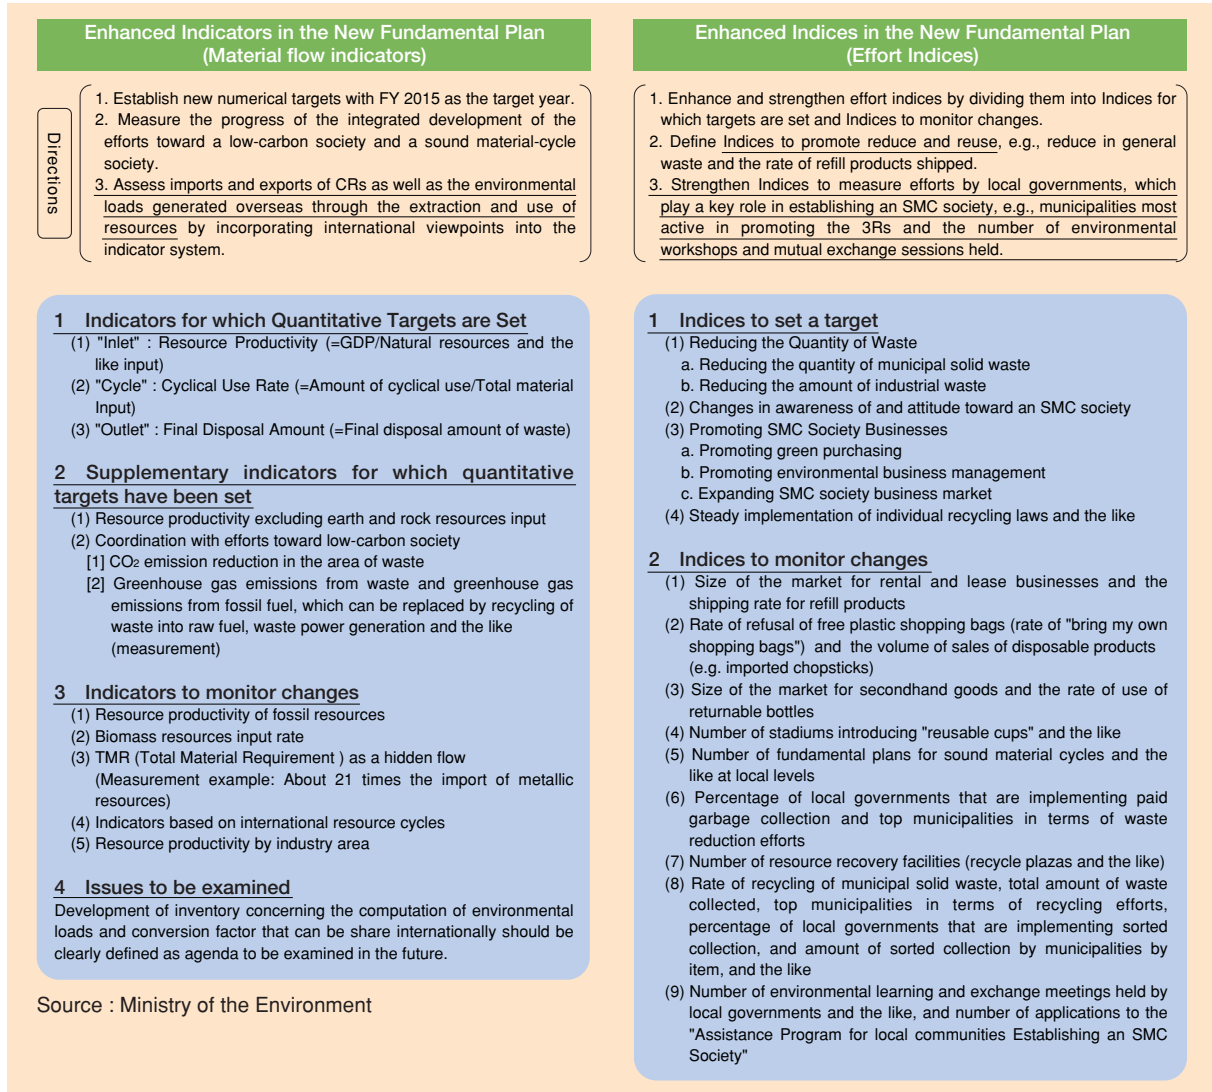 Enhanced Indicators in the New Fundamental Plan
(Material flow indicators)
Directions
1. Establish new numerical targets with FY 2015 as the target year.
2. Measure the progress of the integrated development of the
efforts toward a low-carbon society and a sound material-cycle
society.
3. Assess imports and exports of CRs as well as the environmental
loads generated overseas through the extraction and use of
resources by incorporating international viewpoints into the
indicator system.
1 Indicators for which Quantitative Targets are Set
(1) "Inlet" : Resource Productivity (=GDP/Natural resources and the
like input)
(2) "Cycle" : Cyclical Use Rate (=Amount of cyclical use/Total material
Input)
(3) "Outlet" : Final Disposal Amount (=Final disposal amount of waste)
2 Supplementary indicators for which quantitative
targets have been set
(1) Resource productivity excluding earth and rock resources input
(2) Coordination with efforts toward low-carbon society
[1] CO2 emission reduction in the area of waste
[2] Greenhouse gas emissions from waste and greenhouse gas
emissions from fossil fuel, which can be replaced by recycling of
waste into raw fuel, waste power generation and the like
(measurement)
3 Indicators to monitor changes
(1) Resource productivity of fossil resources
(2) Biomass resources input rate
(3) TMR (Total Material Requirement ) as a hidden flow
(Measurement example: About 21 times the import of metallic
resources)
(4) Indicators based on international resource cycles
(5) Resource productivity by industry area
4 Issues to be examined
Development of inventory concerning the computation of environmental
loads and conversion factor that can be share internationally should be
clearly defined as agenda to be examined in the future.
Source : Ministry of the Environment
Enhanced Indices in the New Fundamental Plan
(Effort Indices)
1. Enhance and strengthen effort indices by dividing them into Indices for
which targets are set and Indices to monitor changes.
2. Define Indices to promote reduce and reuse, e.g., reduce in general
waste and the rate of refill products shipped.
3. Strengthen Indices to measure efforts by local governments, which
play a key role in establishing an SMC society, e.g., municipalities most
active in promoting the 3Rs and the number of environmental
workshops and mutual exchange sessions held.
1 Indices to set a target
(1) Reducing the Quantity of Waste
a. Reducing the quantity of municipal solid waste
b. Reducing the amount of industrial waste
(2) Changes in awareness of and attitude toward an SMC society
(3) Promoting SMC Society Businesses
a. Promoting green purchasing
b. Promoting environmental business management
c. Expanding SMC society business market
(4) Steady implementation of individual recycling laws and the like
2 Indices to monitor changes
(1) Size of the market for rental and lease businesses and the
shipping rate for refill products
(2) Rate of refusal of free plastic shopping bags (rate of "bring my own
shopping bags") and the volume of sales of disposable products
(e.g. imported chopsticks)
(3) Size of the market for secondhand goods and the rate of use of
returnable bottles
(4) Number of stadiums introducing "reusable cups" and the like
(5) Number of fundamental plans for sound material cycles and the
like at local levels
(6) Percentage of local governments that are implementing paid
garbage collection and top municipalities in terms of waste
reduction efforts
(7) Number of resource recovery facilities (recycle plazas and the like)
(8) Rate of recycling of municipal solid waste, total amount of waste
collected, top municipalities in terms of recycling efforts,
percentage of local governments that are implementing sorted
collection, and amount of sorted collection by municipalities by
item, and the like
(9) Number of environmental learning and exchange meetings held by
local governments and the like, and number of applications to the
"Assistance Program for local communities Establishing an SMC
Society"